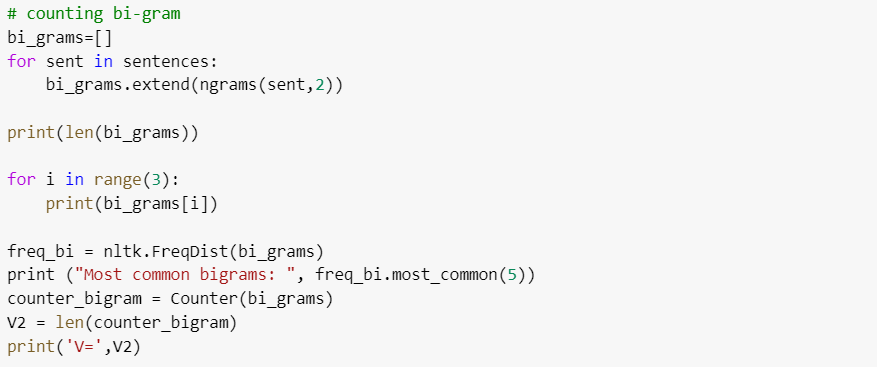 # counting bi-gram
bi_grams=[]
for sent in sentences:
    bi_grams.extend(ngrams(sent,2))

print(len(bi_grams))

for i in range(3):
    print(bi_grams[i])

freq_bi = nltk.FreqDist(bi_grams)
print ("Most common bigrams: ", freq_bi.most_common(5))
counter_bigram = Counter(bi_grams)
V2 = len(counter_bigram)
print('V=',V2)